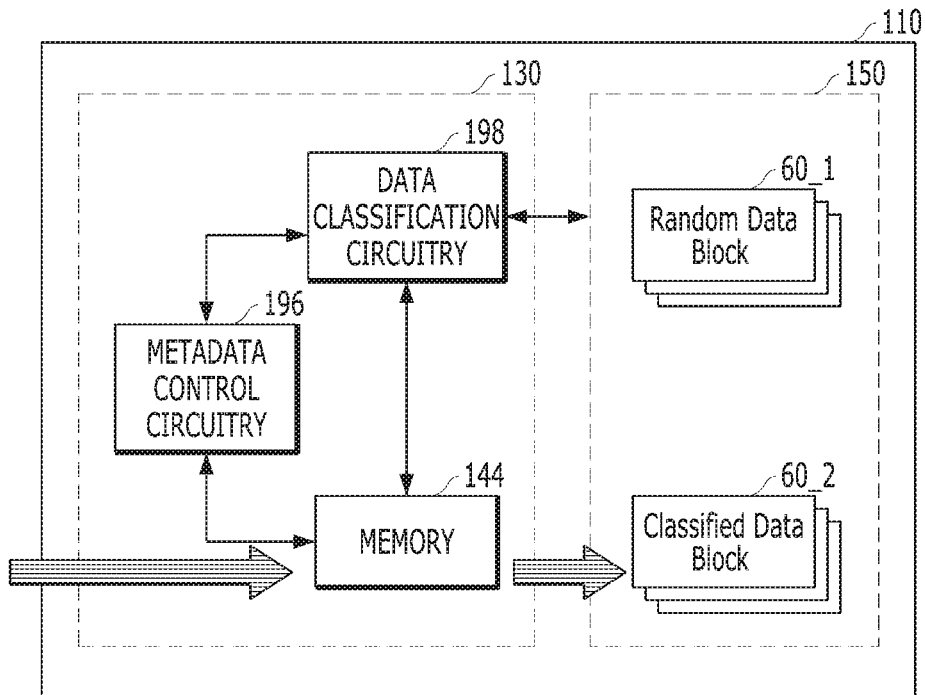 110
130
150
198
DATA
CLASSIFICATION
CIRCUITRY
60_1
Random Data
Block
196
METADATA
CONTROL
CIRCUITRY
144
MEMORY
60_2
Classified Data
Block